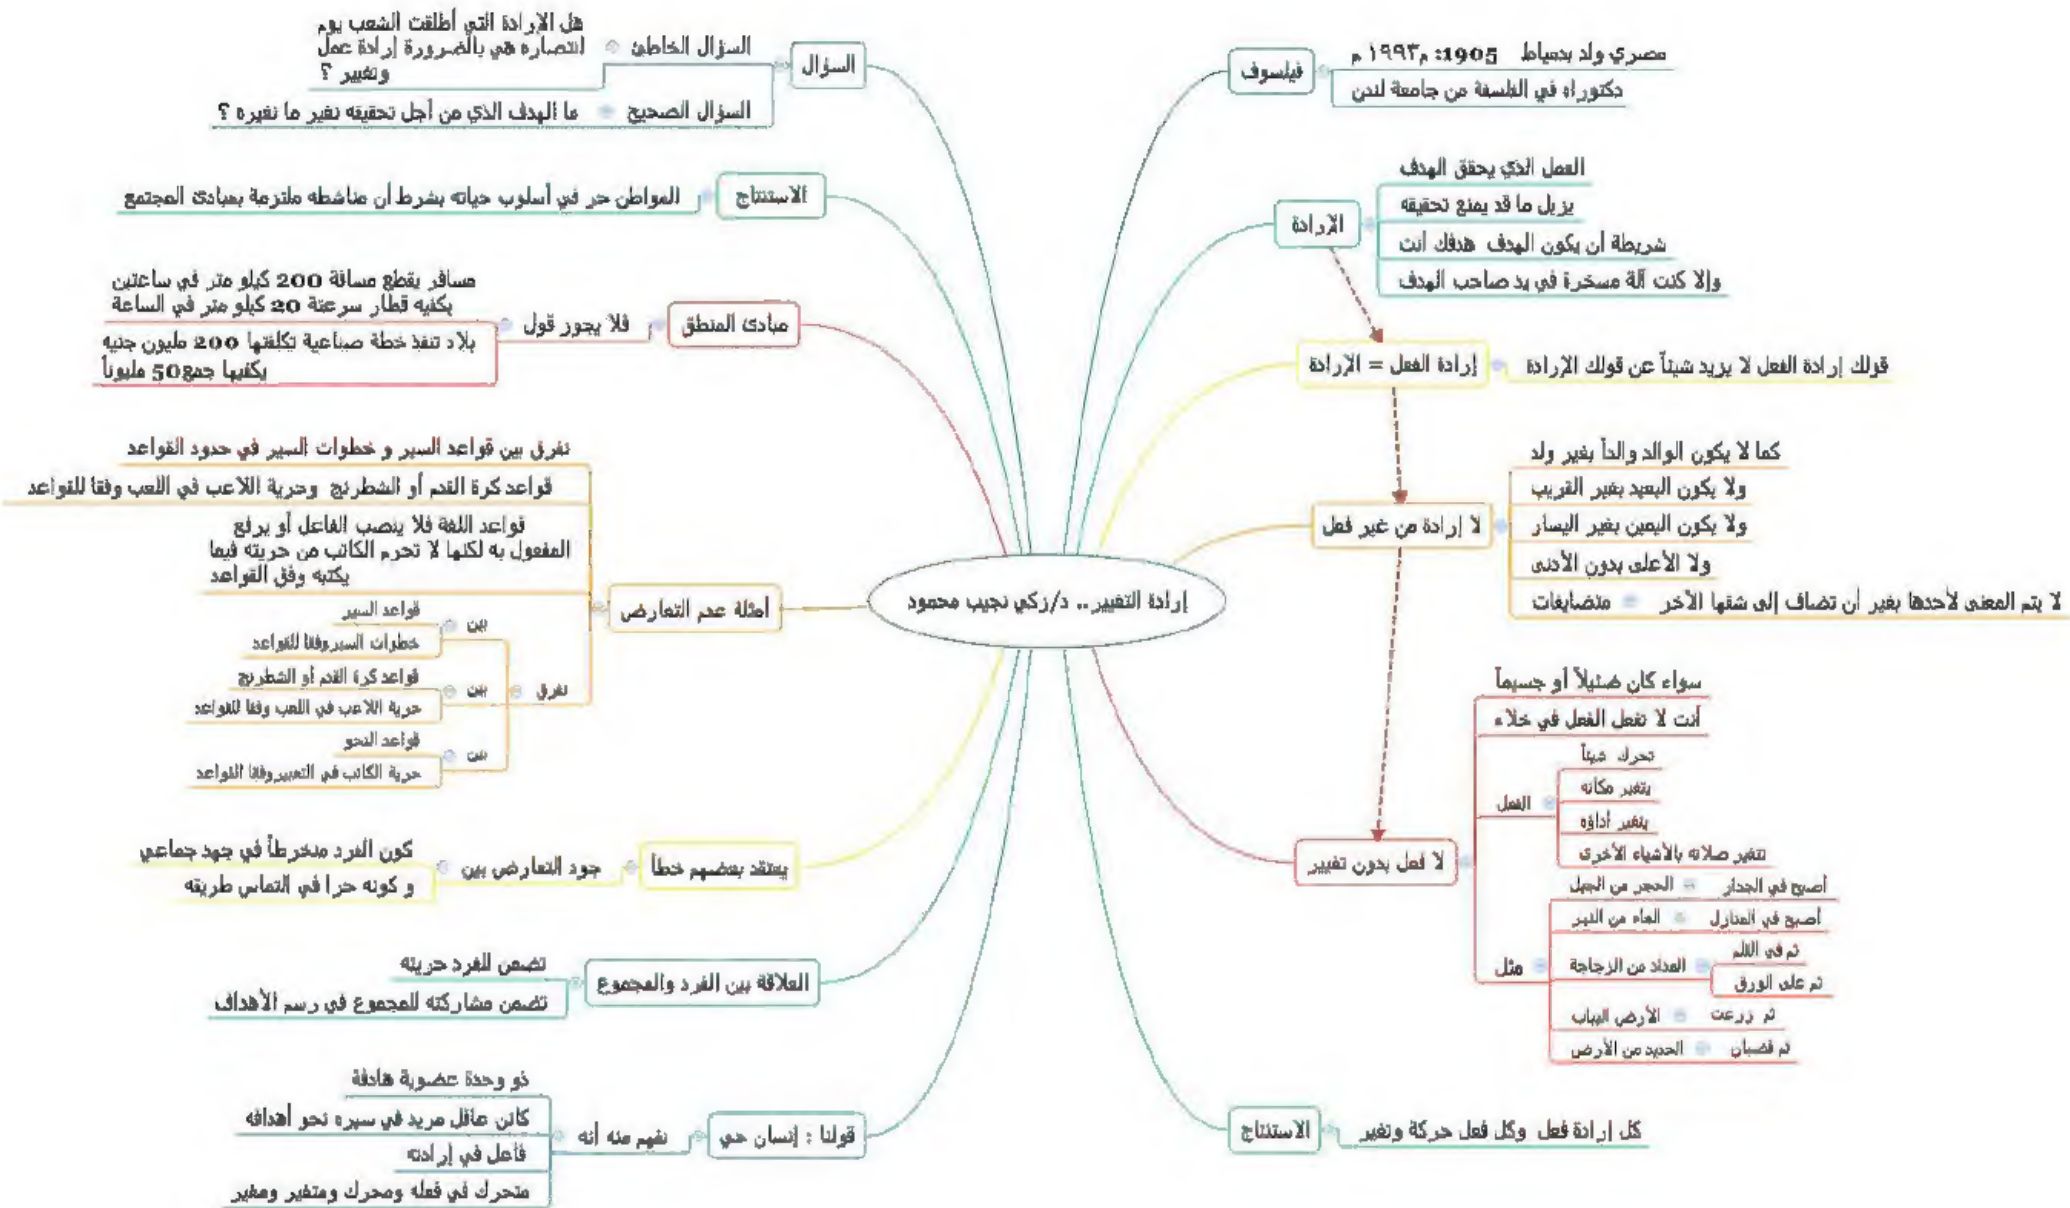 إرادة التغيير .. د/زكي نجيب محمود
فيلسوف
مصري ولد بدمياط 1905: م١٩٩٣ م
دكتوراه في الفلسفة من جامعة لندن
الإرادة
الفعل الذي يحقق الهدف
يزيل ما قد يمنع تحقيقه
شريطة أن يكون الهدف هدفك أنت
وإلا كنت آلة مسخرة في يد صاحب الهدف
إرادة الفعل = الإرادة
قولك إرادة الفعل لا يزيد شيئاً عن قولك الإرادة
لا إرادة من غير فعل
كما لا يكون الوالد والداً بغير ولد
ولا يكون البعيد بغير القريب
ولا يكون اليمين بغير اليسار
ولا الأعلى بدون الأدنى
متضايفات
لا يتم المعنى لأحدها بغير أن تضاف إلى شقها الآخر
لا فعل بدون تغيير
سواء كان ضئيلاً أو جسيماً
أنت لا تفعل الفعل في خلاء
الفعل
تحرك شيئاً
يتغير مكانه
يتغير أداؤه
تتغير صلاته بالأشياء الأخرى
مثل
الحجر من الجبل
أصبح في الجدار
الماء من النهر
أصبح في المنازل
المداد من الزجاجة
ثم في القلم
ثم على الورق
الأرض اليباب
ثم زرعت
الحديد من الأرض
ثم قضبان
الاستنتاج
كل إرادة فعل وكل فعل حركة وتغير
السؤال
السؤال الخاطئ
هل الإرادة التي أطلقت الشعب يوم
انتصاره هي بالضرورة إرادة عمل
وتغيير ؟
السؤال الصحيح
ما الهدف الذي من أجل تحقيقه نغير ما نغيره ؟
الاستنتاج
المواطن حر في أسلوب حياته بشرط أن مناشطه ملتزمة بمبادئ المجتمع
مبادئ المنطق
فلا يجوز قول
مسافر يقطع مسافة 200 كيلو متر في ساعتين
يكفيه قطار سرعتة 20 كيلو متر في الساعة
بلاد تنفذ خطة صناعية تكلفتها 200 مليون جنيه
يكفيها جمع50 مليوناً
أمثلة عدم التعارض
نفرق بين قواعد السير و خطوات السير في حدود القواعد
قواعد كرة القدم أو الشطرنج وحرية اللاعب في اللعب وفقا للقواعد
قواعد اللغة فلا ينصب الفاعل أو يرفع
المفعول به لكنها لا تحرم الكاتب من حريته فيما
يكتبه وفق القواعد
نفرق
بين
قواعد السير
خطوات السيروفقا للقواعد
بين
قواعد كرة القدم أو الشطرنج
حرية اللاعب في اللعب وفقا للقواعد
بين
قواعد النحو
حرية الكاتب في التعبيروفقا للقواعد
يعتقد بعضهم خطأ
جود التعارض بين
كون الفرد منخرطاً في جهد جماعي
و كونه حرا في التماس طريقه
العلاقة بين الفرد والمجموع
تضمن للفرد حريته
تضمن مشاركته للمجموع في رسم الأهداف
قولنا : إنسان حي
نفهم منه أنه
ذو وحدة عضوية هادفة
كائن عاقل مريد في سيره نحو أهدافه
فاعل في إرادته
متحرك في فعله ومحرك ومتغير ومغير